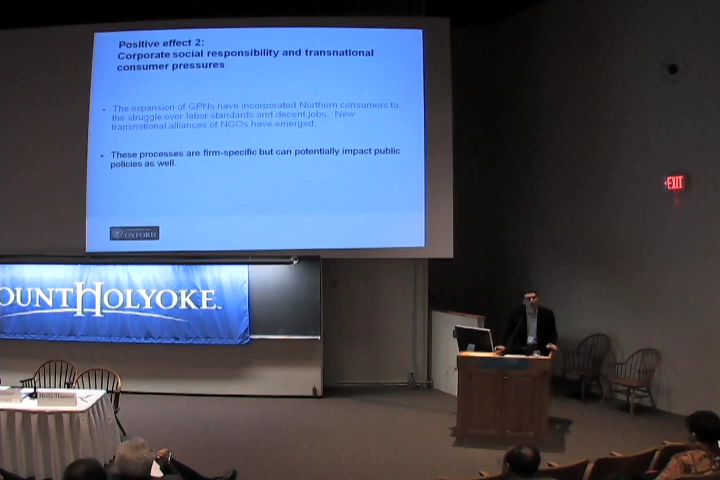 Positive effect 2:
Corporate social responsibility and transnational
consumer pressures
The expansion of GPNs have incorporated Northern consumers to
the struggle over labor standards and decent jobs. New
transnational alliances of NGOs have emerged.
These processes are firm-specific but can potentially impact public
policies as well.
OXFORD
EXIT
OUNT HOLYOKE